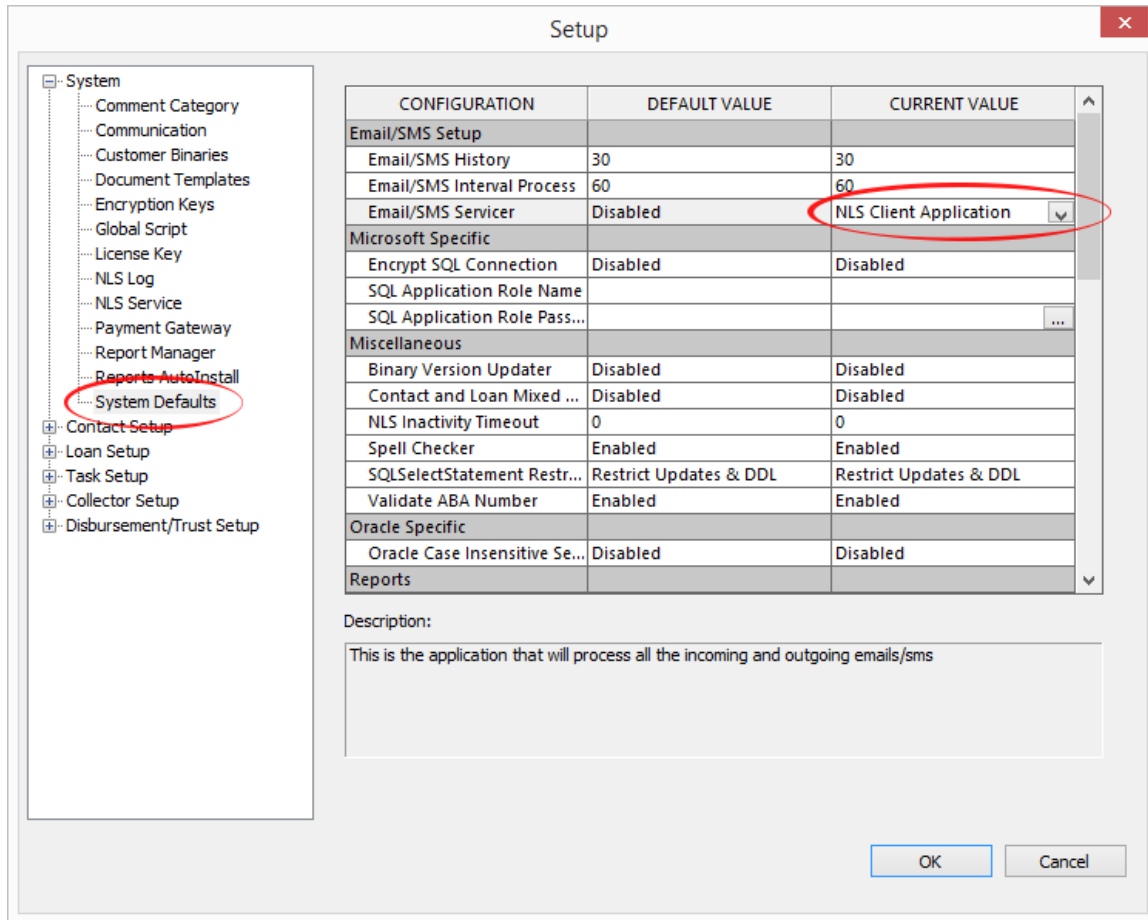 Setup
System
Comment Category
Communication
Customer Binaries
Document Templates
Encryption Keys
Global Script
License Key
NLS Log
NLS Service
Payment Gateway
Report Manager
Reports AutoInstall
System Defaults
Contact Setup
Loan Setup
Task Setup
Collector Setup
Disbursement/Trust Setup
CONFIGURATION DEFAULT VALUE CURRENT VALUE
Email/SMS Setup
Email/SMS History 30 30
Email/SMS Interval Process 60 60
Email/SMS Servicer Disabled NLS Client Application
Microsoft Specific
Encrypt SQL Connection Disabled Disabled
SQL Application Role Name
SQL Application Role Pass... ...
Miscellaneous
Binary Version Updater Disabled Disabled
Contact and Loan Mixed ... Disabled Disabled
NLS Inactivity Timeout 0 0
Spell Checker Enabled Enabled
SQLSelectStatement Restr... Restrict Updates & DDL Restrict Updates & DDL
Validate ABA Number Enabled Enabled
Oracle Specific
Oracle Case Insensitive Se... Disabled Disabled
Reports
Description:
This is the application that will process all the incoming and outgoing emails/sms
OK Cancel